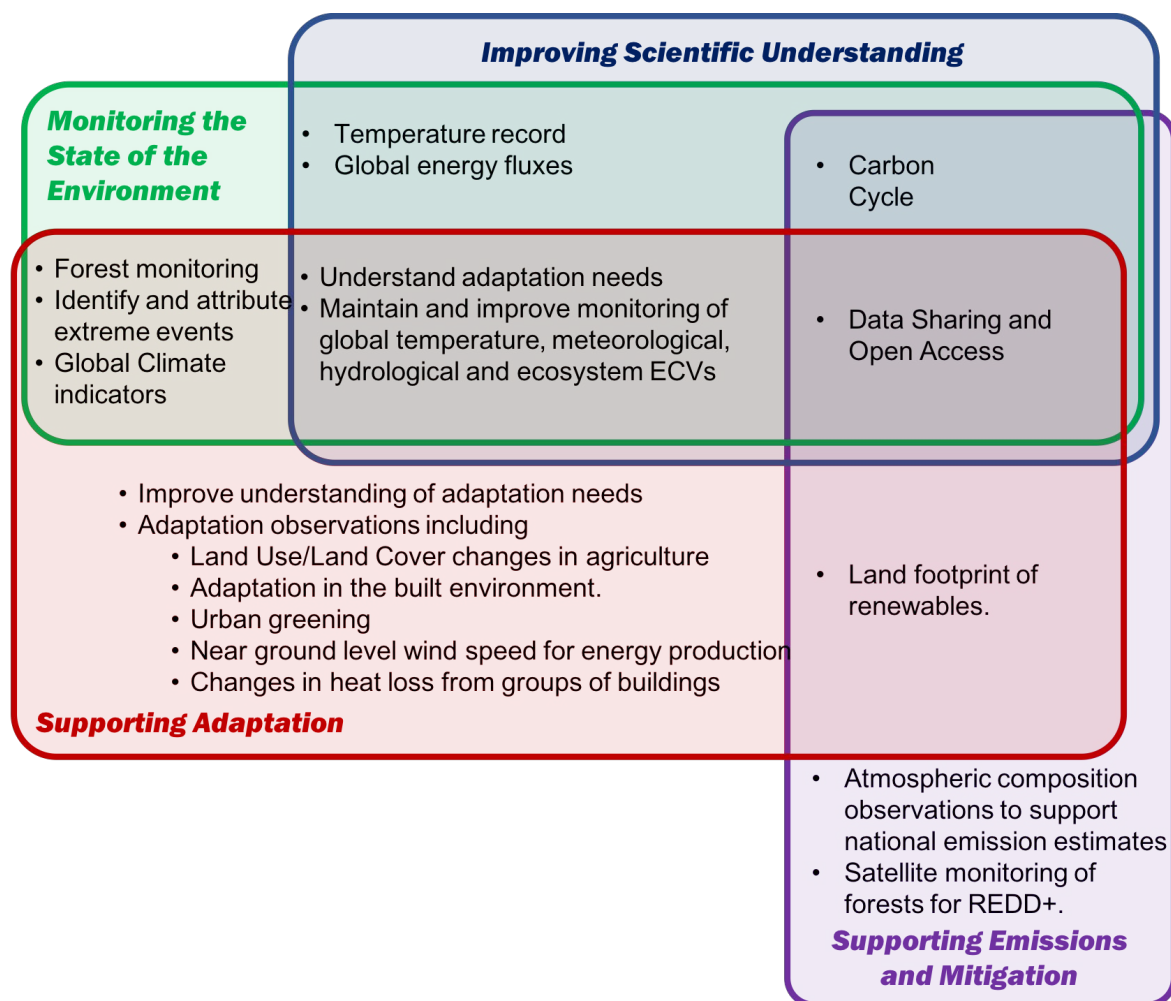 Improving Scientific Understanding
Monitoring the
State of the
Environment
• Temperature record
• Global energy fluxes
• Carbon
Cycle
• Forest monitoring
• Identify and attribute
extreme events
• Global Climate
indicators
• Understand adaptation needs
• Maintain and improve monitoring of
global temperature, meteorological,
hydrological and ecosystem ECVs
• Data Sharing and
Open Access
• Improve understanding of adaptation needs
• Adaptation observations including
• Land Use/Land Cover changes in agriculture
• Adaptation in the built environment.
• Urban greening
• Near ground level wind speed for energy production
• Changes in heat loss from groups of buildings
• Land footprint of
renewables.
Supporting Adaptation
• Atmospheric composition
observations to support
national emission estimates
• Satellite monitoring of
forests for REDD+.
Supporting Emissions
and Mitigation